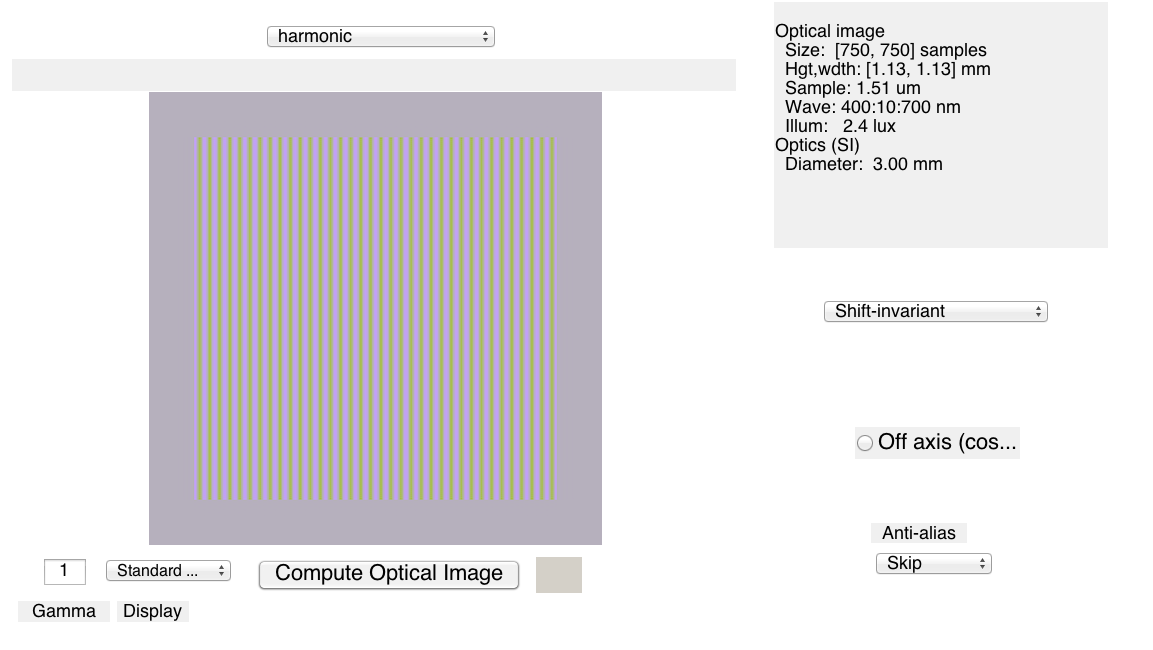 harmonic
Optical image
Size:  [750, 750] samples
Hgt,wdth: [1.13, 1.13] mm
Sample: 1.51 um
Wave: 400:10:700 nm
Illum:   2.4 lux
Optics (SI)
Diameter:  3.00 mm
Shift-invariant
Off axis (cos...
Anti-alias
Skip
1
Standard ...
Compute Optical Image
Gamma
Display